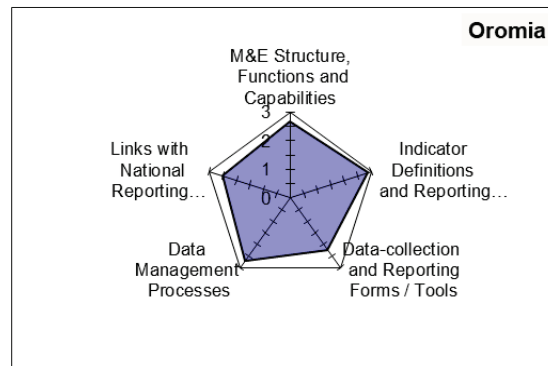 Oromia
M&E Structure,
Functions and
Capabilities
3
2
1
0
Links with
National
Reporting...
Indicator
Definitions
and Reporting...
Data
Management
Processes
Data-collection
and Reporting
Forms / Tools